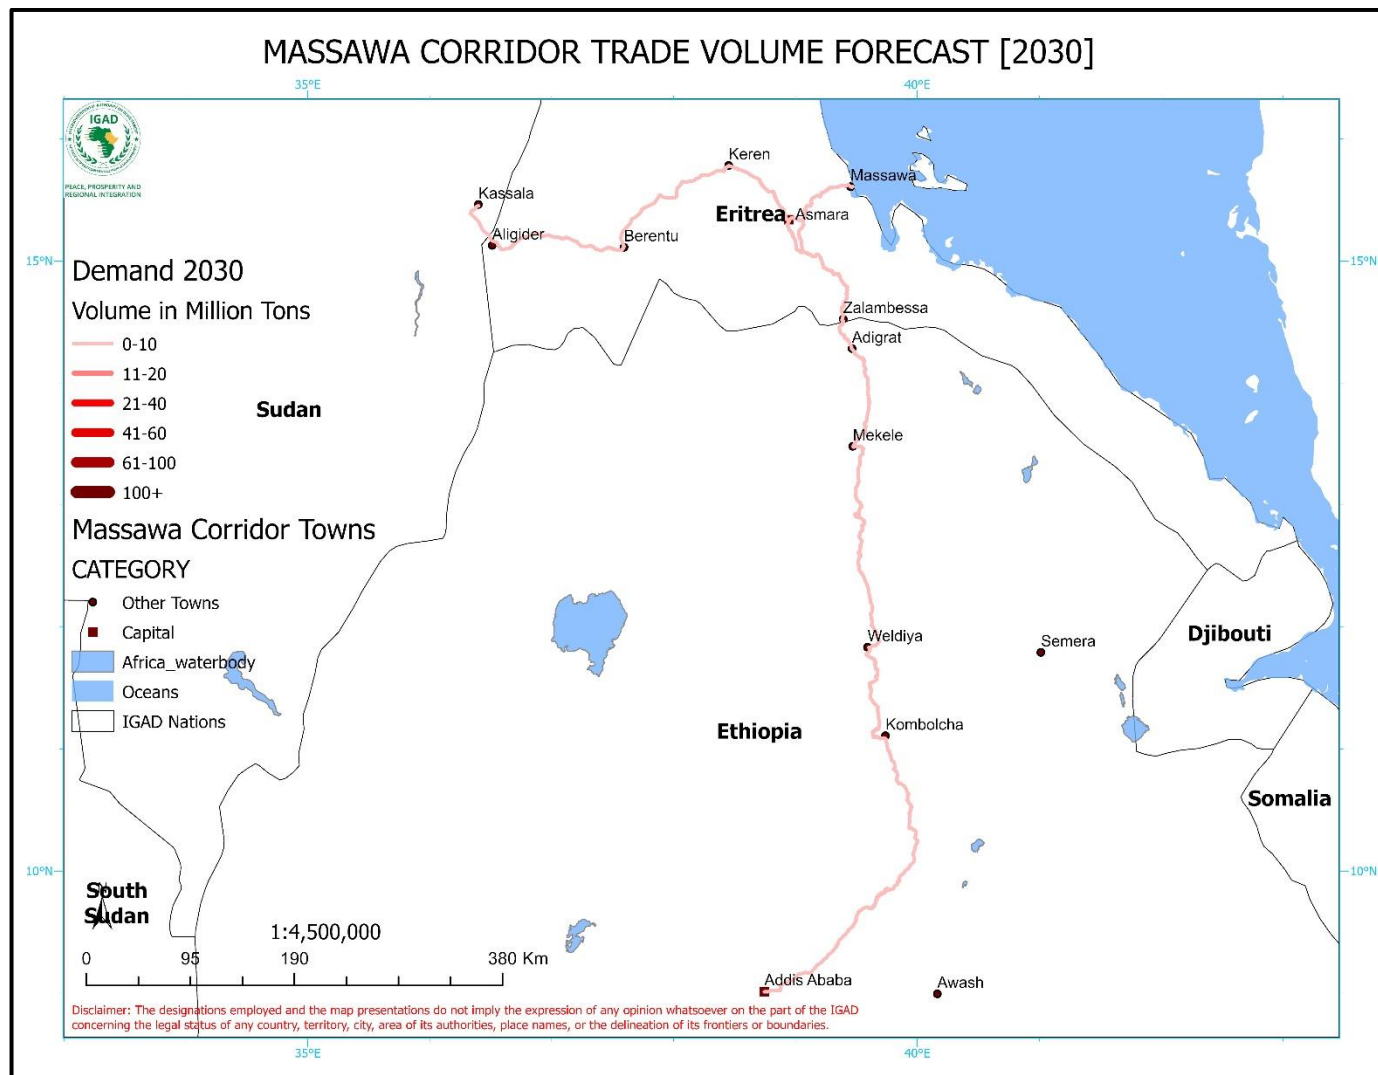 MASSAWA CORRIDOR TRADE VOLUME FORECAST [2030]
35°E
40°E
IGAD
PEACE, PROSPERITY AND
REGIONAL INTEGRATION
Keren
Massawa
Kassala
Eritrea
Asmara
Aligider
Berentu
15°N
15°N
Demand 2030
Volume in Million Tons
0-10
11-20
21-40
41-60
61-100
100+
Zalambessa
Adigrat
Sudan
Mekele
Massawa Corridor Towns
CATEGORY
Other Towns
Capital
Africa_waterbody
Oceans
IGAD Nations
Weldiya
Semera
Djibouti
Kombolcha
Ethiopia
Somalia
10°N
10°N
N
South
Sudan
1:4,500,000
0 95 190 380 Km
Addis Ababa
Awash
Disclaimer: The designations employed and the map presentations do not imply the expression of any opinion whatsoever on the part of the IGAD
concerning the legal status of any country, territory, city, area of its authorities, place names, or the delineation of its frontiers or boundaries.
35°E
40°E